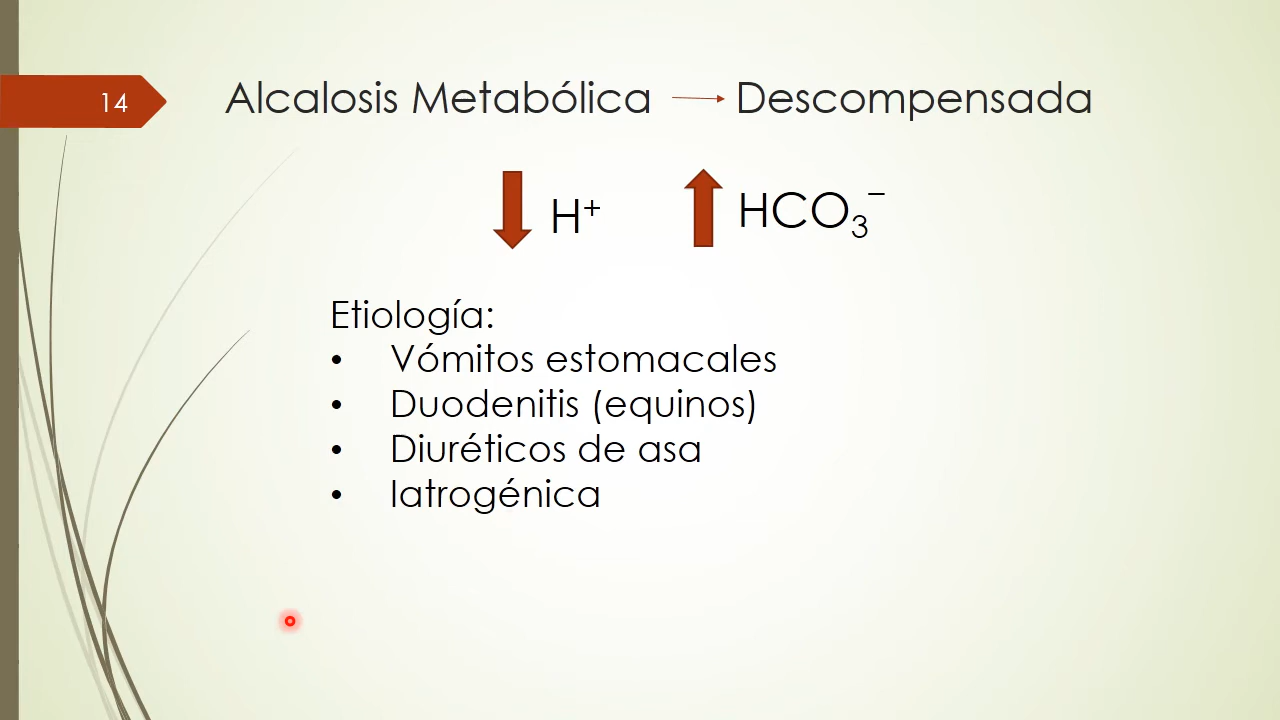 14
Alcalosis Metabólica → Descompensada
H⁺ HCO₃⁻
Etiología:
• Vómitos estomacales
• Duodenitis (equinos)
• Diuréticos de asa
• Iatrogénica